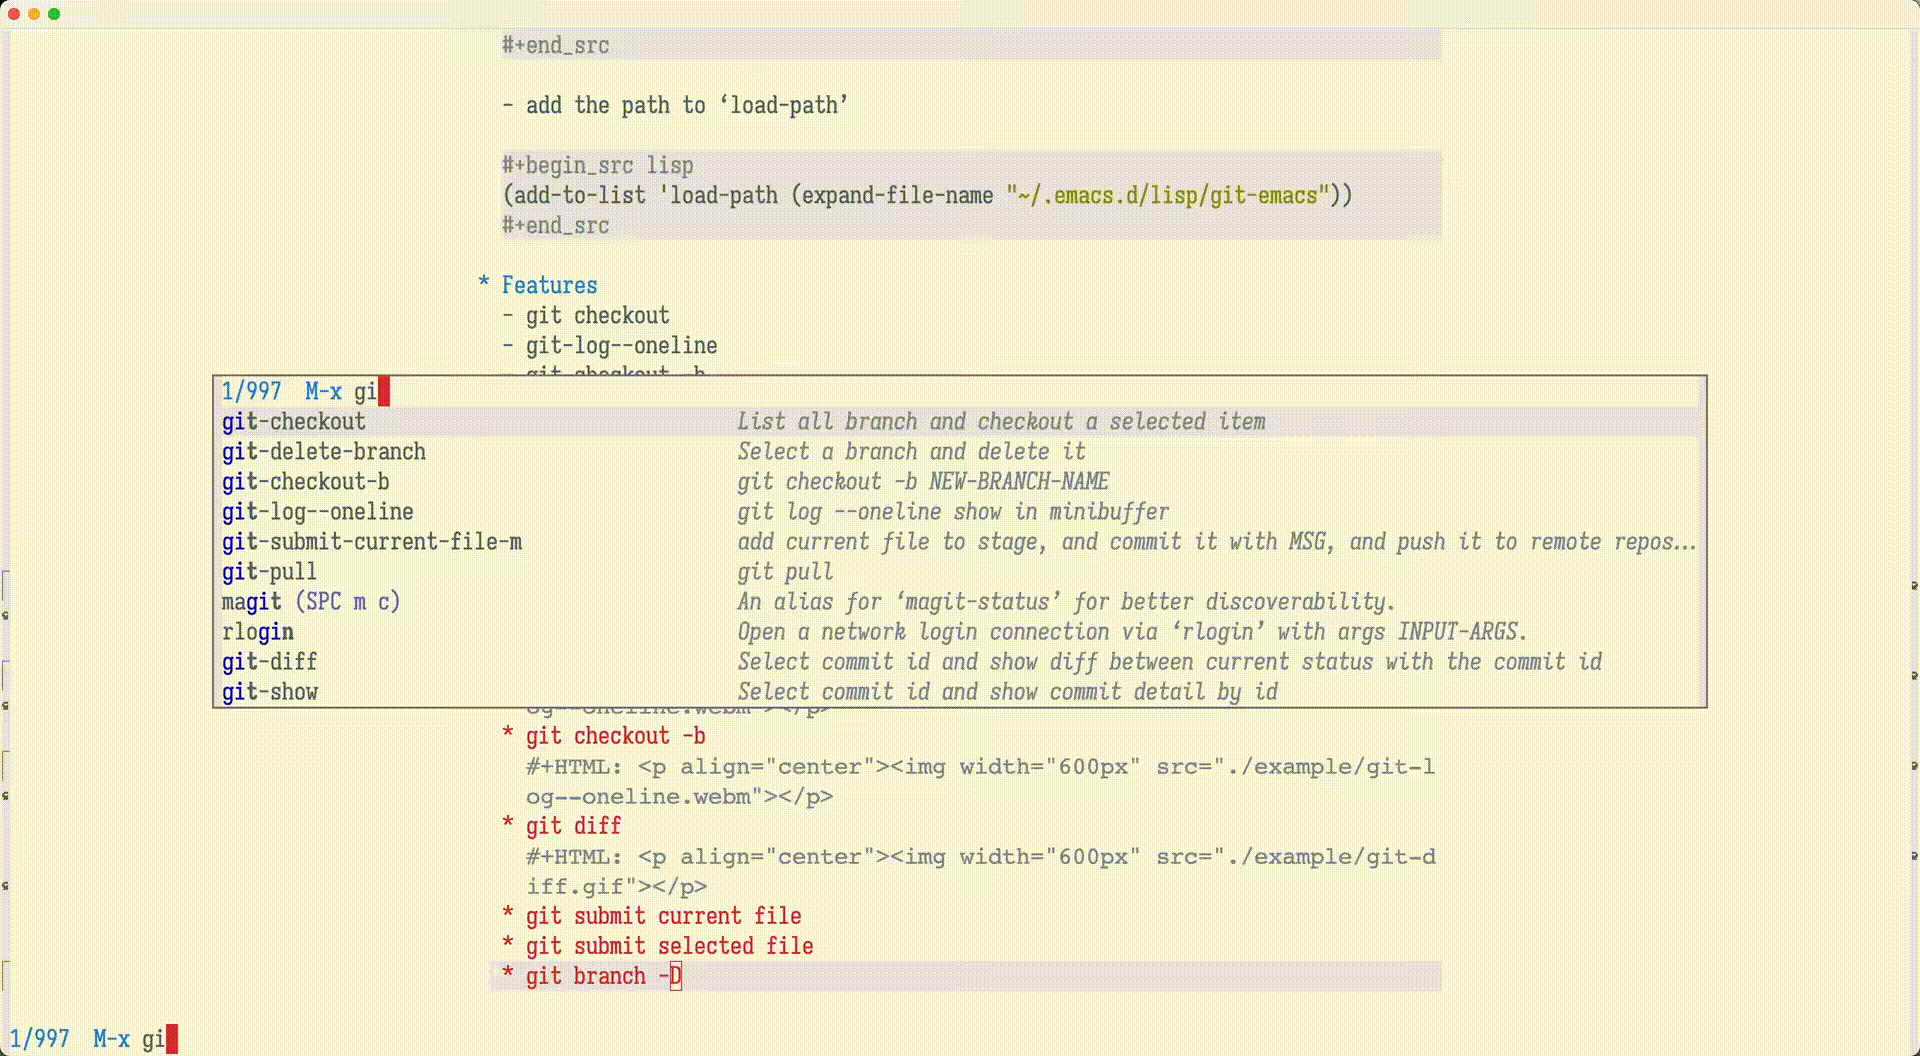 #+end_src
- add the path to ‘load-path’
#+begin_src lisp
(add-to-list 'load-path (expand-file-name "~/.emacs.d/lisp/git-emacs"))
#+end_src
* Features
- git checkout
- git-log--oneline
- git checkout -b
1/997 M-x gi
git-checkout List all branch and checkout a selected item
git-delete-branch Select a branch and delete it
git-checkout-b git checkout -b NEW-BRANCH-NAME
git-log--oneline git log --oneline show in minibuffer
git-submit-current-file-m add current file to stage, and commit it with MSG, and push it to remote repos…
git-pull git pull
magit (SPC m c) An alias for ‘magit-status’ for better discoverability.
rlogin Open a network login connection via ‘rlogin’ with args INPUT-ARGS.
git-diff Select commit id and show diff between current status with the commit id
git-show Select commit id and show commit detail by id
og--oneline.webm"></p>
* git checkout -b
#+HTML: <p align="center"><img width="600px" src="./example/git-l
og--oneline.webm"></p>
* git diff
#+HTML: <p align="center"><img width="600px" src="./example/git-d
iff.gif"></p>
* git submit current file
* git submit selected file
* git branch -D
1/997 M-x gi